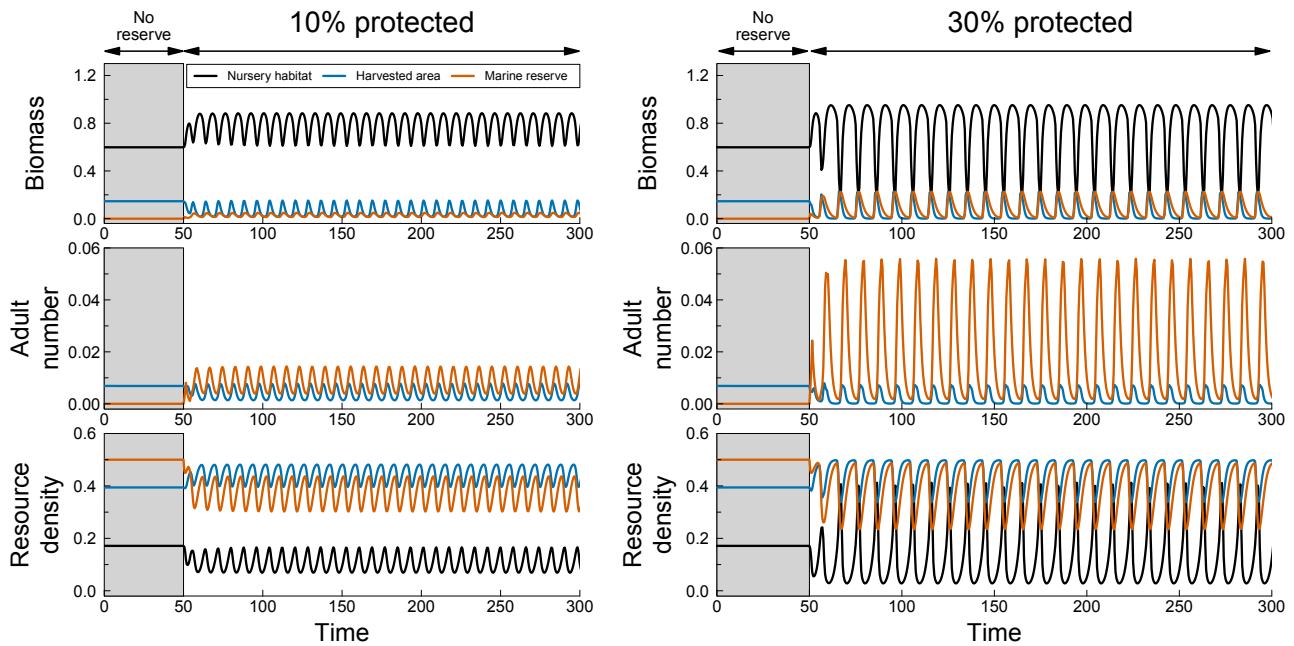 No
reserve
10% protected
No
reserve
30% protected
Nursery habitat
Harvested area
Marine reserve
Biomass
1.2
0.8
0.4
0.0
0 50 100 150 200 250 300
Biomass
1.2
0.8
0.4
0.0
0 50 100 150 200 250 300
Adult
number
0.06
0.04
0.02
0.00
0 50 100 150 200 250 300
Adult
number
0.06
0.04
0.02
0.00
0 50 100 150 200 250 300
Resource
density
0.6
0.4
0.2
0.0
0 50 100 150 200 250 300
Time
Resource
density
0.6
0.4
0.2
0.0
0 50 100 150 200 250 300
Time